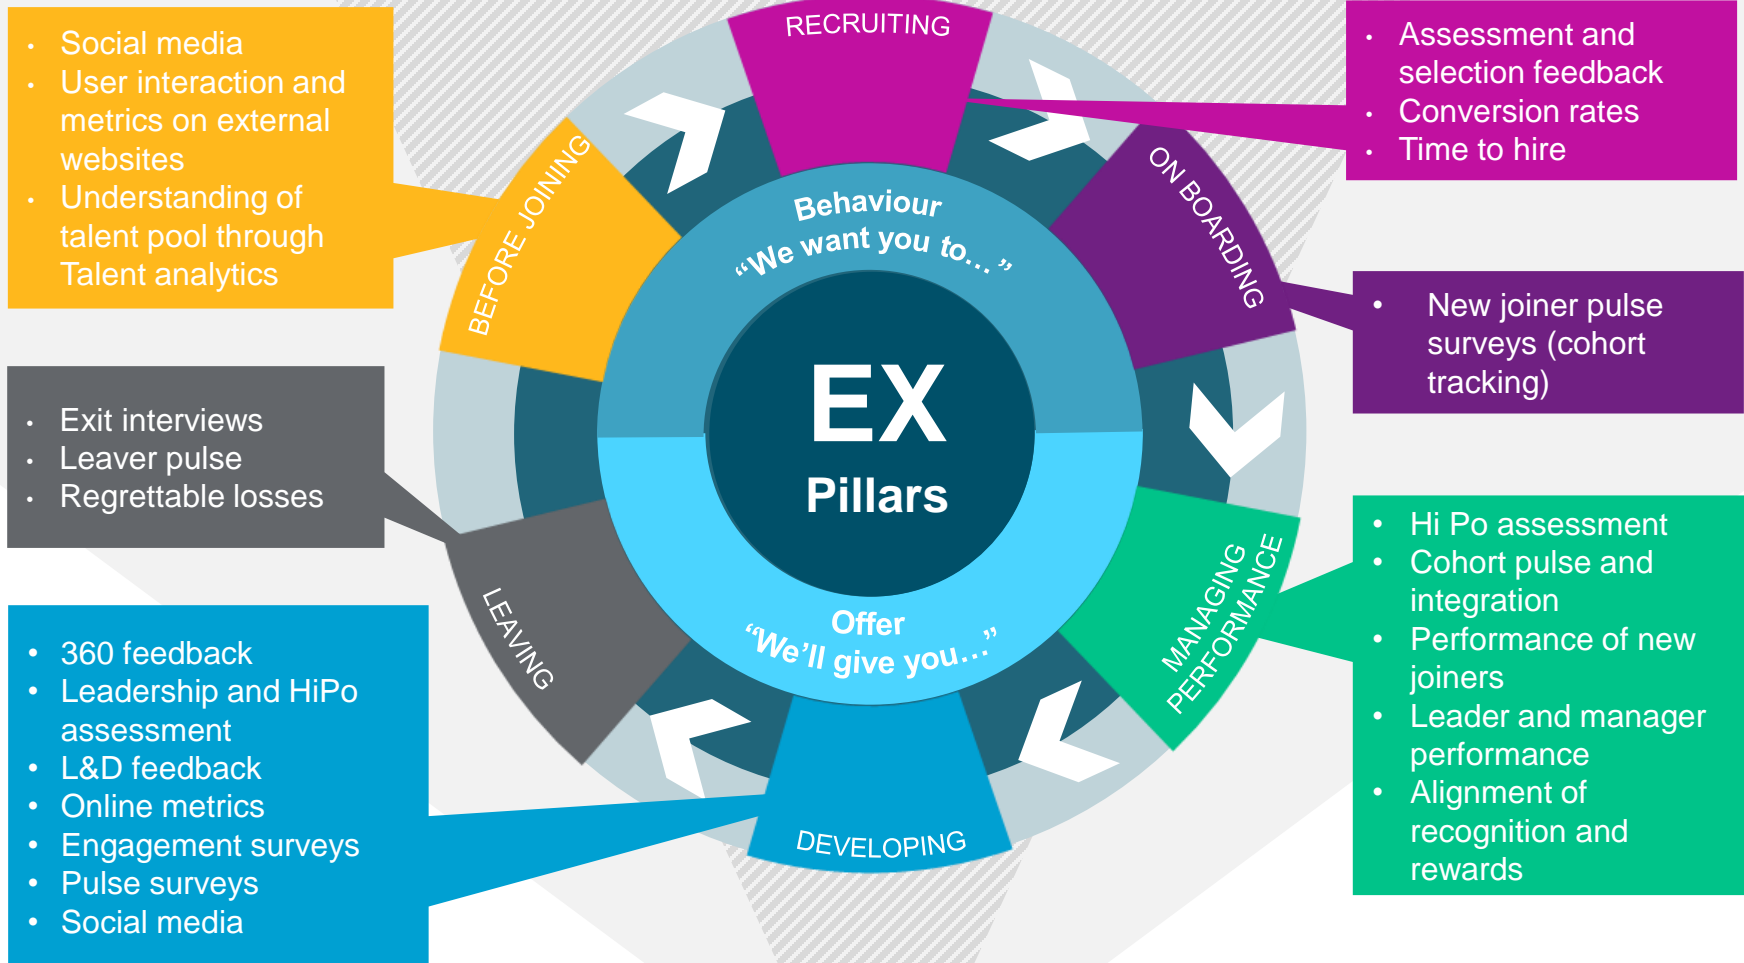 • Social media
• User interaction and
metrics on external
websites
• Understanding of
talent pool through
Talent analytics
RECRUITING
• Assessment and
selection feedback
• Conversion rates
• Time to hire
BEFORE JOINING
ON BOARDING
• New joiner pulse
surveys (cohort
tracking)
Behaviour
“We want you to…”
EX
Pillars
Offer
“We’ll give you…”
• Exit interviews
• Leaver pulse
• Regrettable losses
LEAVING
MANAGING
PERFORMANCE
• Hi Po assessment
• Cohort pulse and
integration
• Performance of new
joiners
• Leader and manager
performance
• Alignment of
recognition and
rewards
• 360 feedback
• Leadership and HiPo
assessment
• L&D feedback
• Online metrics
• Engagement surveys
• Pulse surveys
• Social media
DEVELOPING